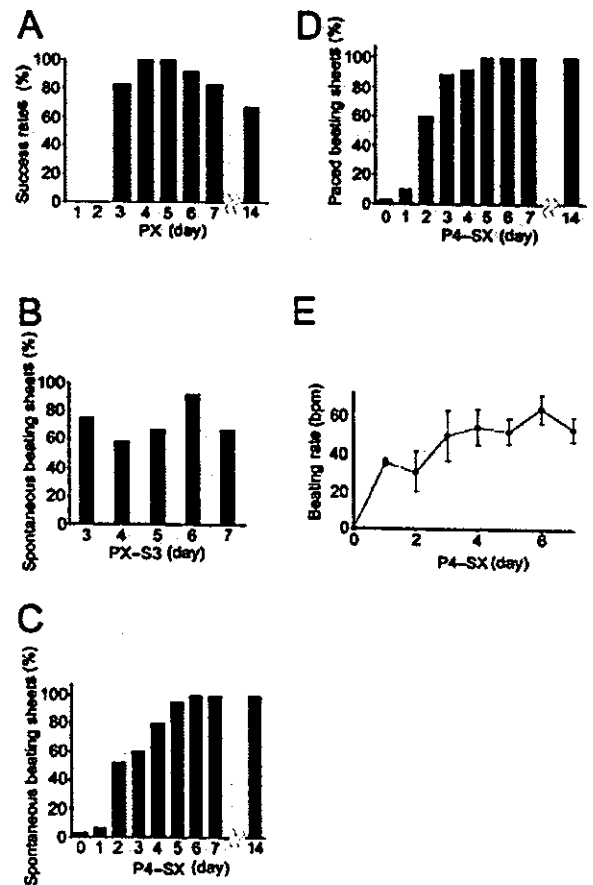 A
Success rates (%)
100
80
60
40
20
0
1 2 3 4 5 6 7 14
PX (day)
D
Paced beating sheets (%)
100
80
60
40
20
0
0 1 2 3 4 5 6 7 14
P4-SX (day)
B
Spontaneous beating sheets (%)
100
80
60
40
20
0
3 4 5 6 7
PX-S3 (day)
E
Beating rate (bpm)
60
40
20
0
0 2 4 6
P4-SX (day)
C
Spontaneous beating sheets (%)
100
80
60
40
20
0
0 1 2 3 4 5 6 7 14
P4-SX (day)